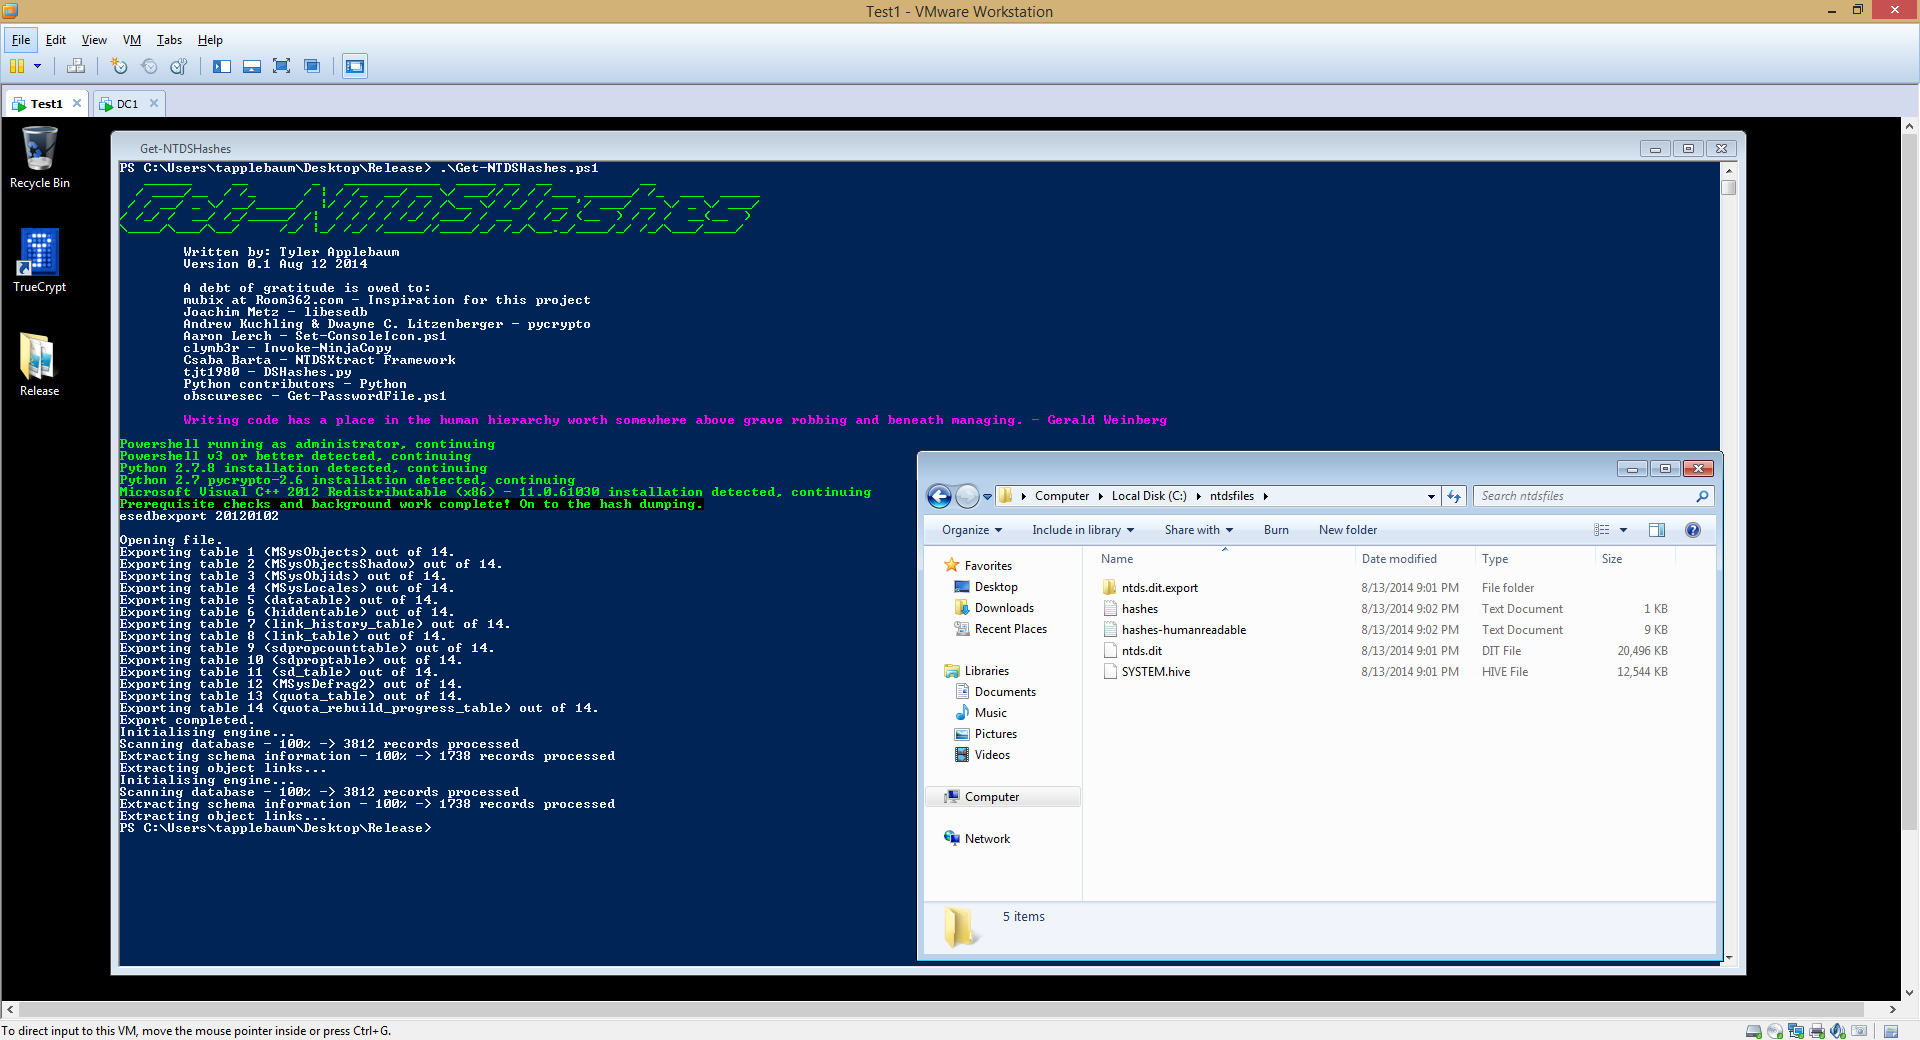 Test1 - VMware Workstation
File Edit View VM Tabs Help
Test1 DC1
Recycle Bin
TrueCrypt
Release
Get-NTDSHashes
PS C:\Users\tapplebaum\Desktop\Release> .\Get-NTDSHashes.ps1
Get-NTDSHashes
Written by: Tyler Applebaum
Version 0.1 Aug 12 2014
A debt of gratitude is owed to:
mubix at Room362.com - Inspiration for this project
Joachim Metz - libesedb
Andrew Kuchling & Dwayne C. Litzenberger - pycrypto
Aaron Lerch - Set-ConsoleIcon.ps1
clymb3r - Invoke-NinjaCopy
Csaba Barta - NTDSXtract Framework
tjt1980 - DSHashes.py
Python contributors - Python
obscuresec - Get-PasswordFile.ps1
Writing code has a place in the human hierarchy worth somewhere above grave robbing and beneath managing. - Gerald Weinberg
Powershell running as administrator, continuing
Powershell v3 or better detected, continuing
Python 2.7.8 installation detected, continuing
Python 2.7 pycrypto-2.6 installation detected, continuing
Microsoft Visual C++ 2012 Redistributable (x86) - 11.0.61030 installation detected, continuing
Prerequisite checks and background work complete! On to the hash dumping.
esedbexport 20120102
Opening file.
Exporting table 1 (MSysObjects) out of 14.
Exporting table 2 (MSysObjectsShadow) out of 14.
Exporting table 3 (MSysObjids) out of 14.
Exporting table 4 (MSysLocales) out of 14.
Exporting table 5 (datatable) out of 14.
Exporting table 6 (hiddentable) out of 14.
Exporting table 7 (link_history_table) out of 14.
Exporting table 8 (link_table) out of 14.
Exporting table 9 (sdpropcounttable) out of 14.
Exporting table 10 (sdproptable) out of 14.
Exporting table 11 (sd_table) out of 14.
Exporting table 12 (MSysDefrag2) out of 14.
Exporting table 13 (quota_table) out of 14.
Exporting table 14 (quota_rebuild_progress_table) out of 14.
Export completed.
Initialising engine...
Scanning database - 100% -> 3812 records processed
Extracting schema information - 100% -> 1738 records processed
Extracting object links...
Initialising engine...
Scanning database - 100% -> 3812 records processed
Extracting schema information - 100% -> 1738 records processed
Extracting object links...
PS C:\Users\tapplebaum\Desktop\Release>
Computer Local Disk (C:) ntdsfiles
Search ntdsfiles
Organize Include in library Share with Burn New folder
Favorites
Desktop
Downloads
Recent Places
Libraries
Documents
Music
Pictures
Videos
Computer
Network
Name Date modified Type Size
ntds.dit.export 8/13/2014 9:01 PM File folder
hashes 8/13/2014 9:02 PM Text Document 1 KB
hashes-humanreadable 8/13/2014 9:02 PM Text Document 9 KB
ntds.dit 8/13/2014 9:01 PM DIT File 20,496 KB
SYSTEM.hive 8/13/2014 9:01 PM HIVE File 12,544 KB
5 items
To direct input to this VM, move the mouse pointer inside or press Ctrl+G.